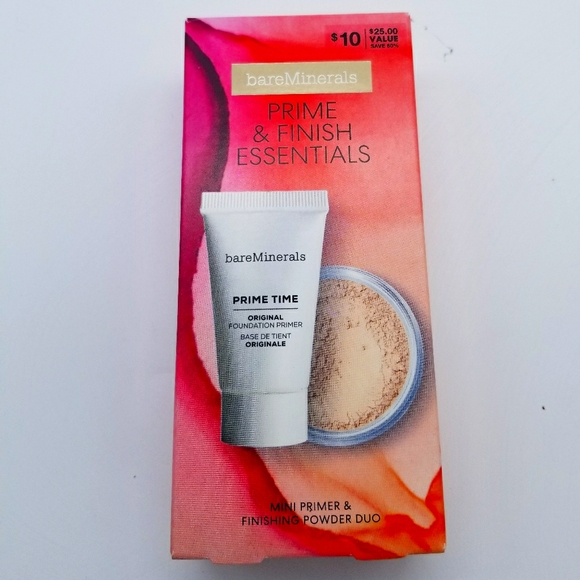 $10
$25.00
VALUE
SAVE 60%
bareMinerals
PRIME
& FINISH
ESSENTIALS
bareMinerals
PRIME TIME
ORIGINAL
FOUNDATION PRIMER
BASE DE TIENT
ORIGINALE
MINI PRIMER &
FINISHING POWDER DUO